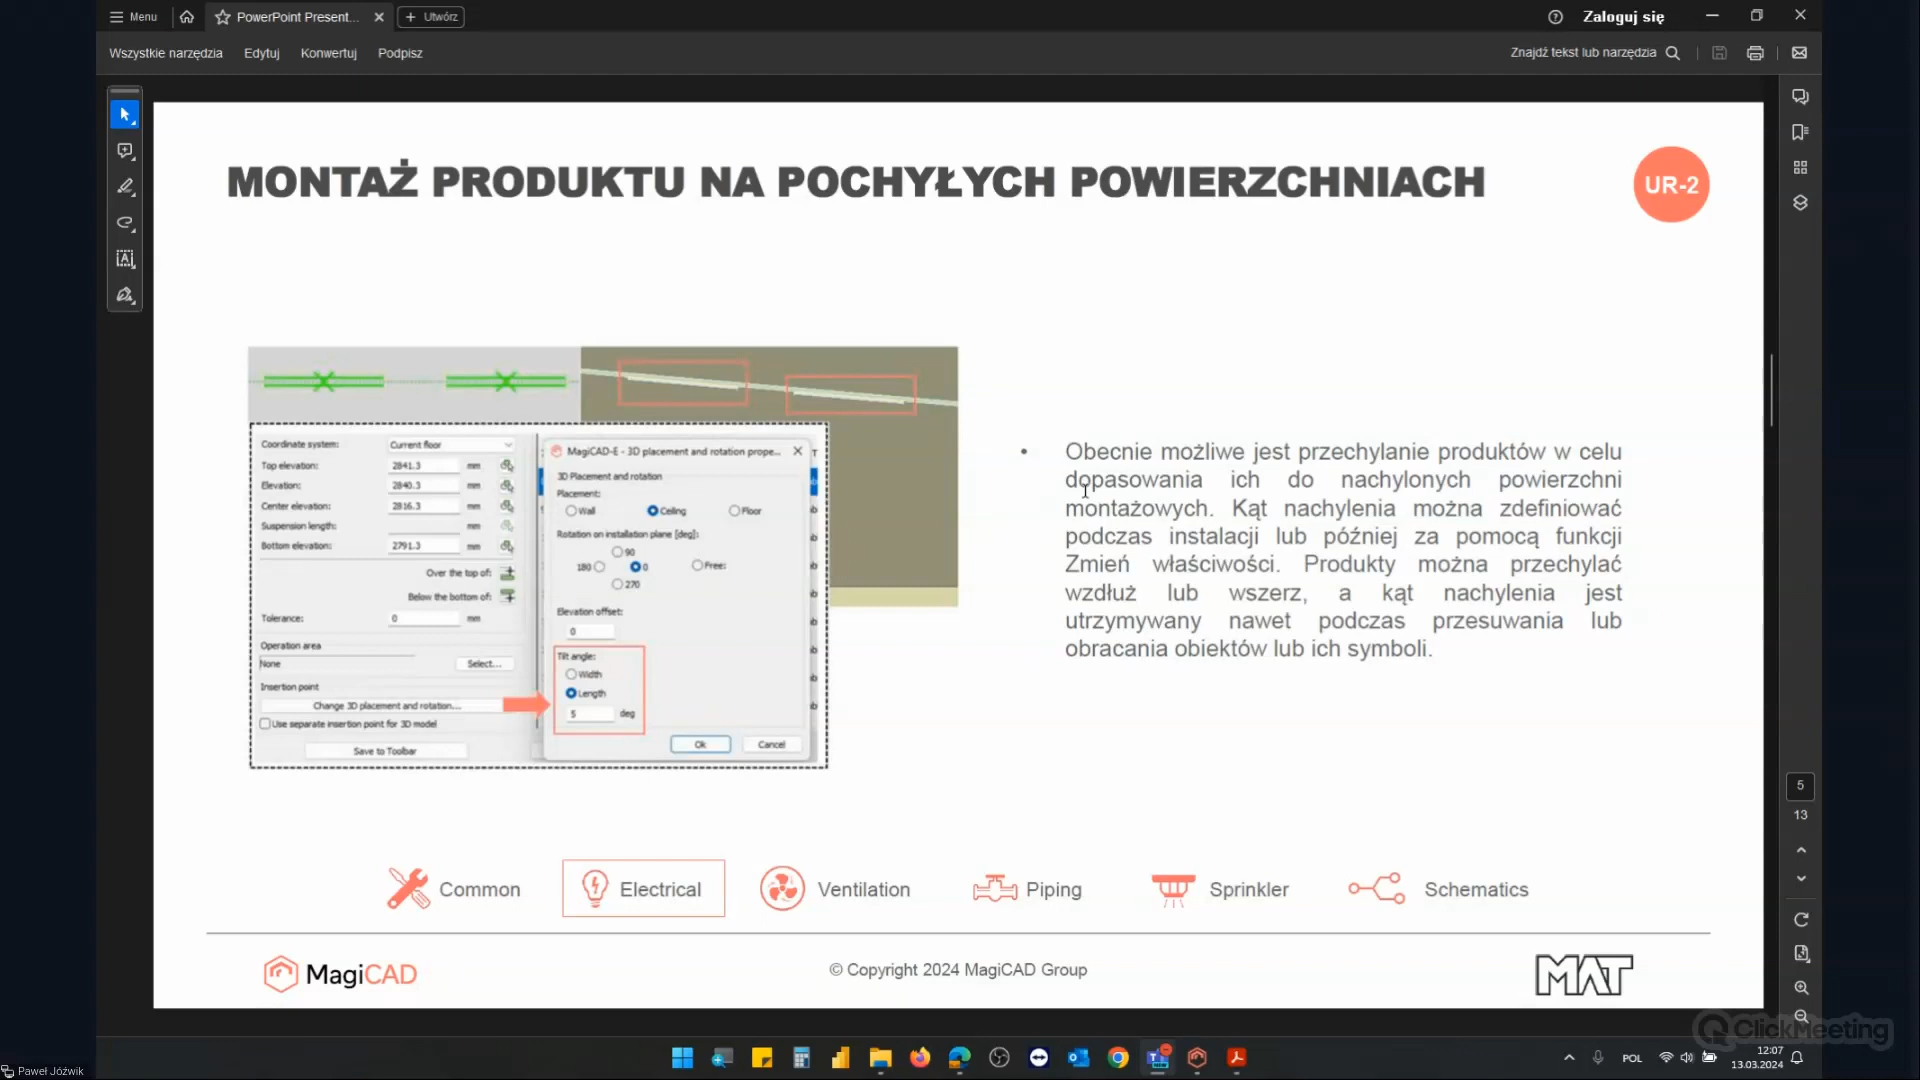 Menu
PowerPoint Present...
Utwórz
Zaloguj się
Wszystkie narzędzia
Edytuj
Konwertuj
Podpisz
Znajdź tekst lub narzędzia
MONTAŻ PRODUKTU NA POCHYŁYCH POWIERZCHNIACH
UR-2
Coordinate system: Current floor
Top elevation: 2841.3 mm
Elevation: 2840.3 mm
Center elevation: 2816.3 mm
Suspension length: mm
Bottom elevation: 2791.3 mm
Over the top of:
Below the bottom of:
Tolerance: 0 mm
Operation area
None
Select...
Insertion point
Change 3D placement and rotation...
Use separate insertion point for 3D model
Save to Toolbar
MagiCAD-E - 3D placement and rotation prope...
3D Placement and rotation
Placement:
Wall Ceiling Floor
Rotation on installation plane [deg]:
90
180 0 Free:
270
Elevation offset:
0
Tilt angle:
Width
Length
5 deg
Ok Cancel
• Obecnie możliwe jest przechylanie produktów w celu
dopasowania ich do nachylonych powierzchni
montażowych. Kąt nachylenia można zdefiniować
podczas instalacji lub później za pomocą funkcji
Zmień właściwości. Produkty można przechylać
wzdłuż lub wszerz, a kąt nachylenia jest
utrzymywany nawet podczas przesuwania lub
obracania obiektów lub ich symboli.
5
13
Common
Electrical
Ventilation
Piping
Sprinkler
Schematics
MagiCAD
© Copyright 2024 MagiCAD Group
MAT
ClickMeeting
POL
12:07
13.03.2024
Paweł Jóźwik